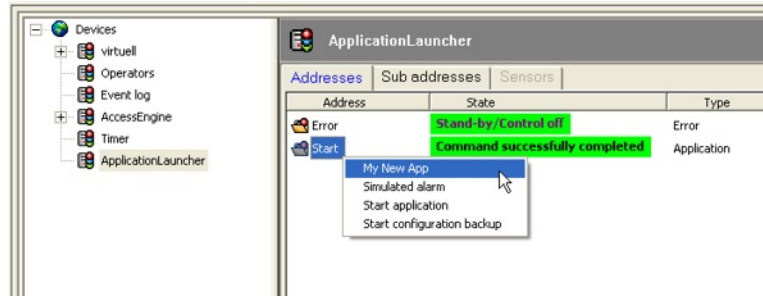 Devices
virtuell
Operators
Event log
AccessEngine
Timer
ApplicationLauncher
ApplicationLauncher
Addresses Sub addresses Sensors
Address State Type
Error Stand-by/Control off Error
Start Command successfully completed Application
My New App
Simulated alarm
Start application
Start configuration backup